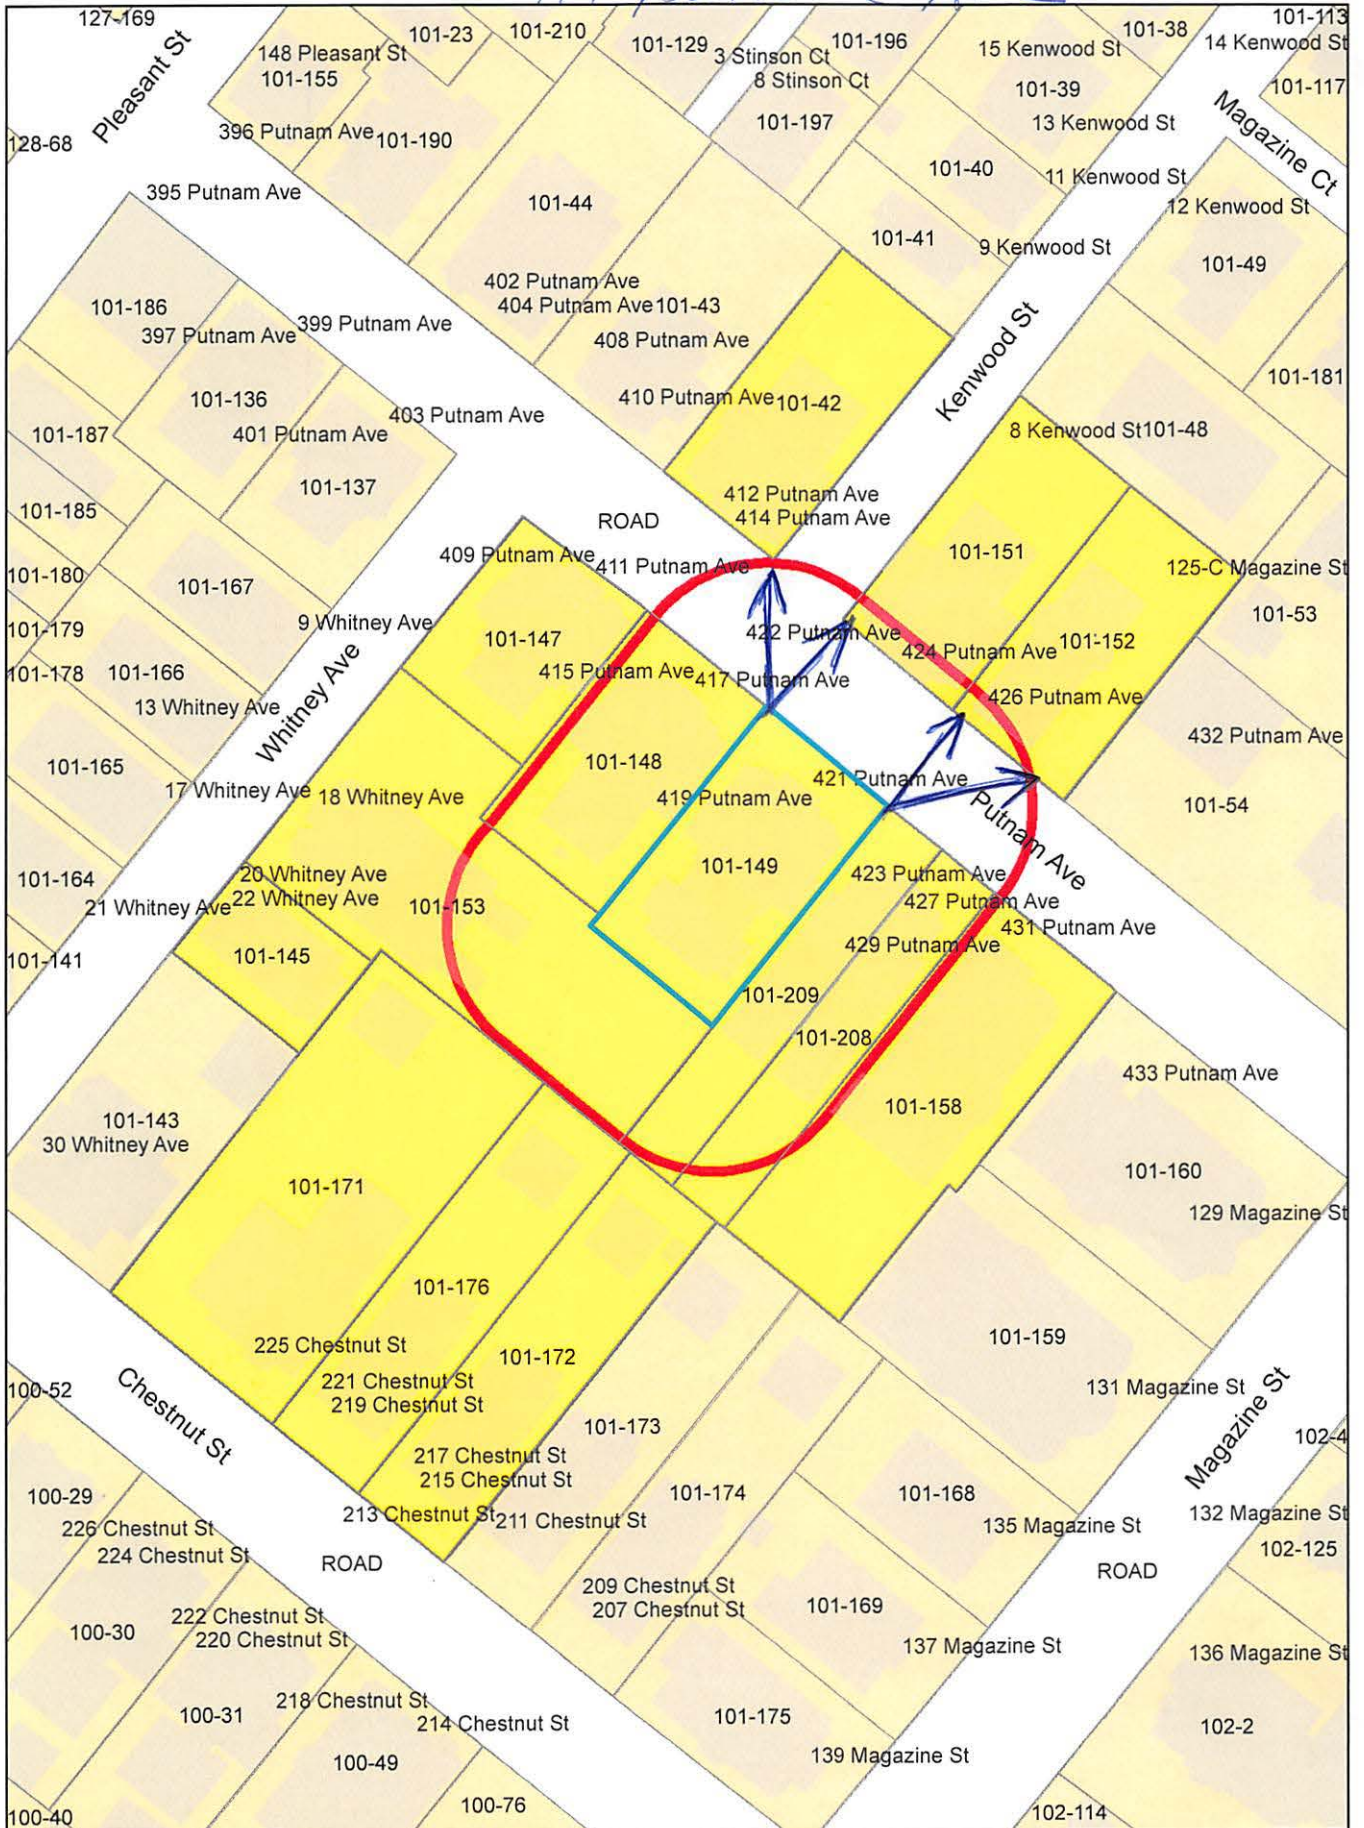 127-169
Pleasant St
148 Pleasant St
101-155
101-23
101-210
101-129
3 Stinson Ct
8 Stinson Ct
101-196
15 Kenwood St
101-38
101-113
14 Kenwood St
101-117
101-39
13 Kenwood St
Magazine Ct
128-68
396 Putnam Ave
101-190
101-197
101-40
11 Kenwood St
12 Kenwood St
395 Putnam Ave
101-44
101-41
9 Kenwood St
101-49
402 Putnam Ave
404 Putnam Ave
101-43
101-186
397 Putnam Ave
399 Putnam Ave
408 Putnam Ave
Kenwood St
101-181
101-136
410 Putnam Ave
101-42
403 Putnam Ave
101-187
401 Putnam Ave
8 Kenwood St
101-48
101-137
412 Putnam Ave
414 Putnam Ave
101-185
ROAD
409 Putnam Ave
411 Putnam Ave
101-151
125-C Magazine St
101-180
101-167
101-53
101-179
9 Whitney Ave
101-147
422 Putnam Ave
424 Putnam Ave
101-152
101-178
101-166
415 Putnam Ave
417 Putnam Ave
426 Putnam Ave
13 Whitney Ave
Whitney Ave
432 Putnam Ave
101-165
101-148
421 Putnam Ave
17 Whitney Ave
18 Whitney Ave
419 Putnam Ave
101-54
Putnam Ave
101-149
101-164
20 Whitney Ave
22 Whitney Ave
423 Putnam Ave
21 Whitney Ave
101-153
427 Putnam Ave
431 Putnam Ave
429 Putnam Ave
101-141
101-145
101-209
101-208
433 Putnam Ave
101-143
30 Whitney Ave
101-158
101-160
101-171
129 Magazine St
101-176
225 Chestnut St
101-172
101-159
100-52
Chestnut St
221 Chestnut St
219 Chestnut St
131 Magazine St
Magazine St
101-173
102-4
217 Chestnut St
215 Chestnut St
100-29
101-174
101-168
213 Chestnut St
211 Chestnut St
135 Magazine St
132 Magazine St
226 Chestnut St
224 Chestnut St
ROAD
102-125
ROAD
209 Chestnut St
207 Chestnut St
101-169
222 Chestnut St
220 Chestnut St
100-30
137 Magazine St
136 Magazine St
218 Chestnut St
100-31
214 Chestnut St
101-175
102-2
100-49
139 Magazine St
100-76
100-40
102-114